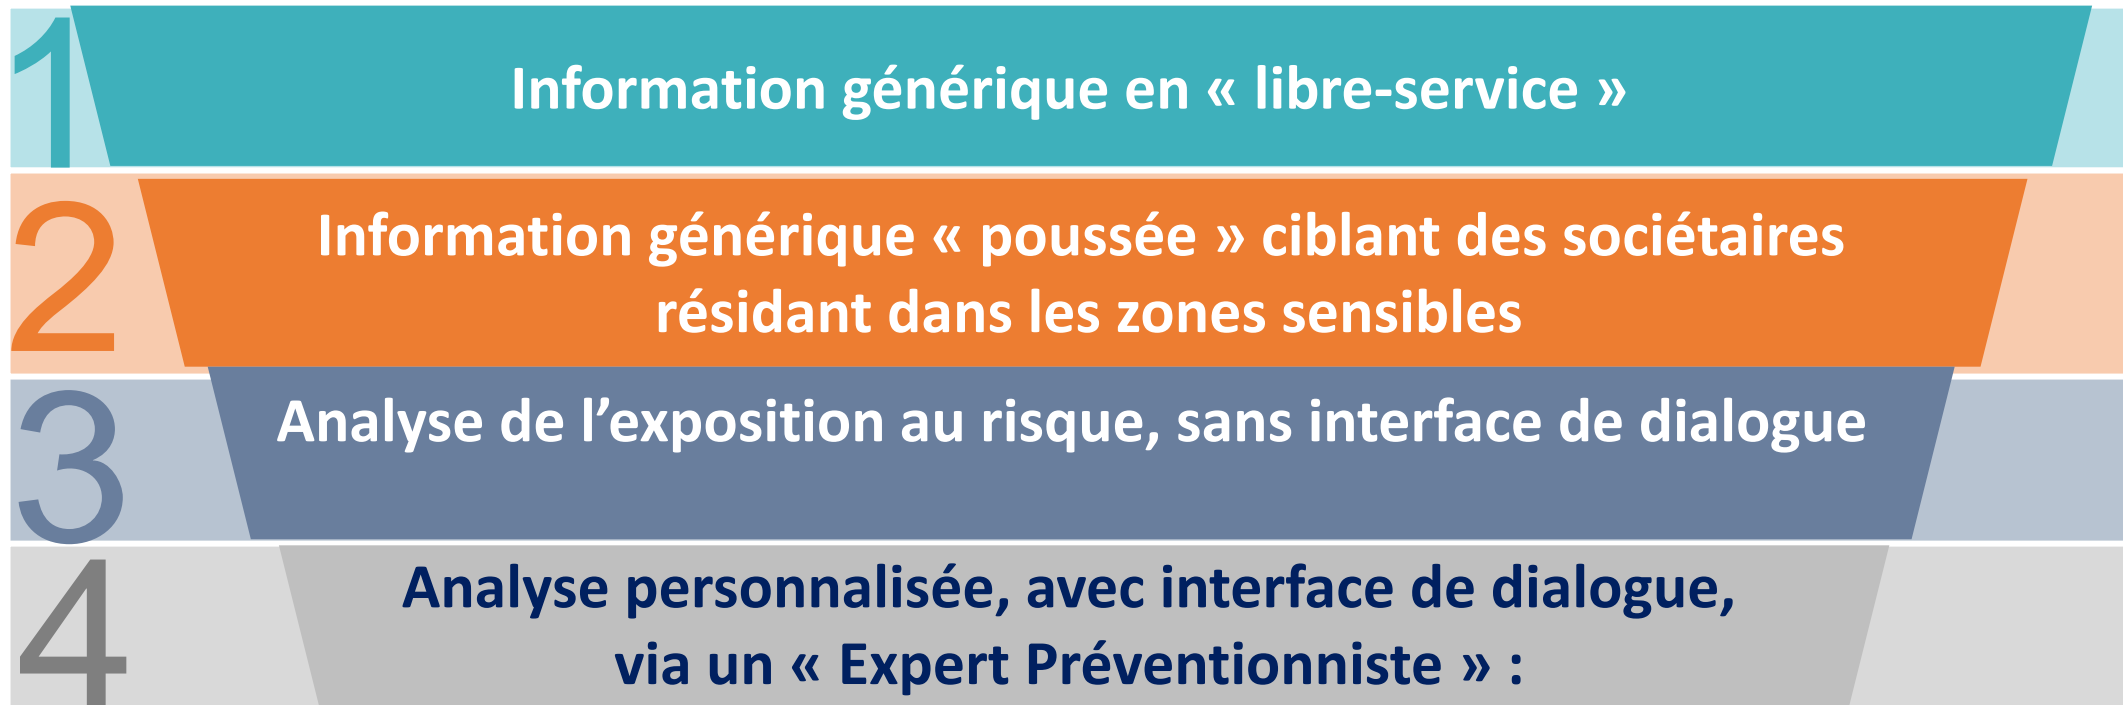 1
Information générique en « libre-service »
2
Information générique « poussée » ciblant des sociétaires
résidant dans les zones sensibles
3
Analyse de l’exposition au risque, sans interface de dialogue
4
Analyse personnalisée, avec interface de dialogue,
via un « Expert Préventionniste » :